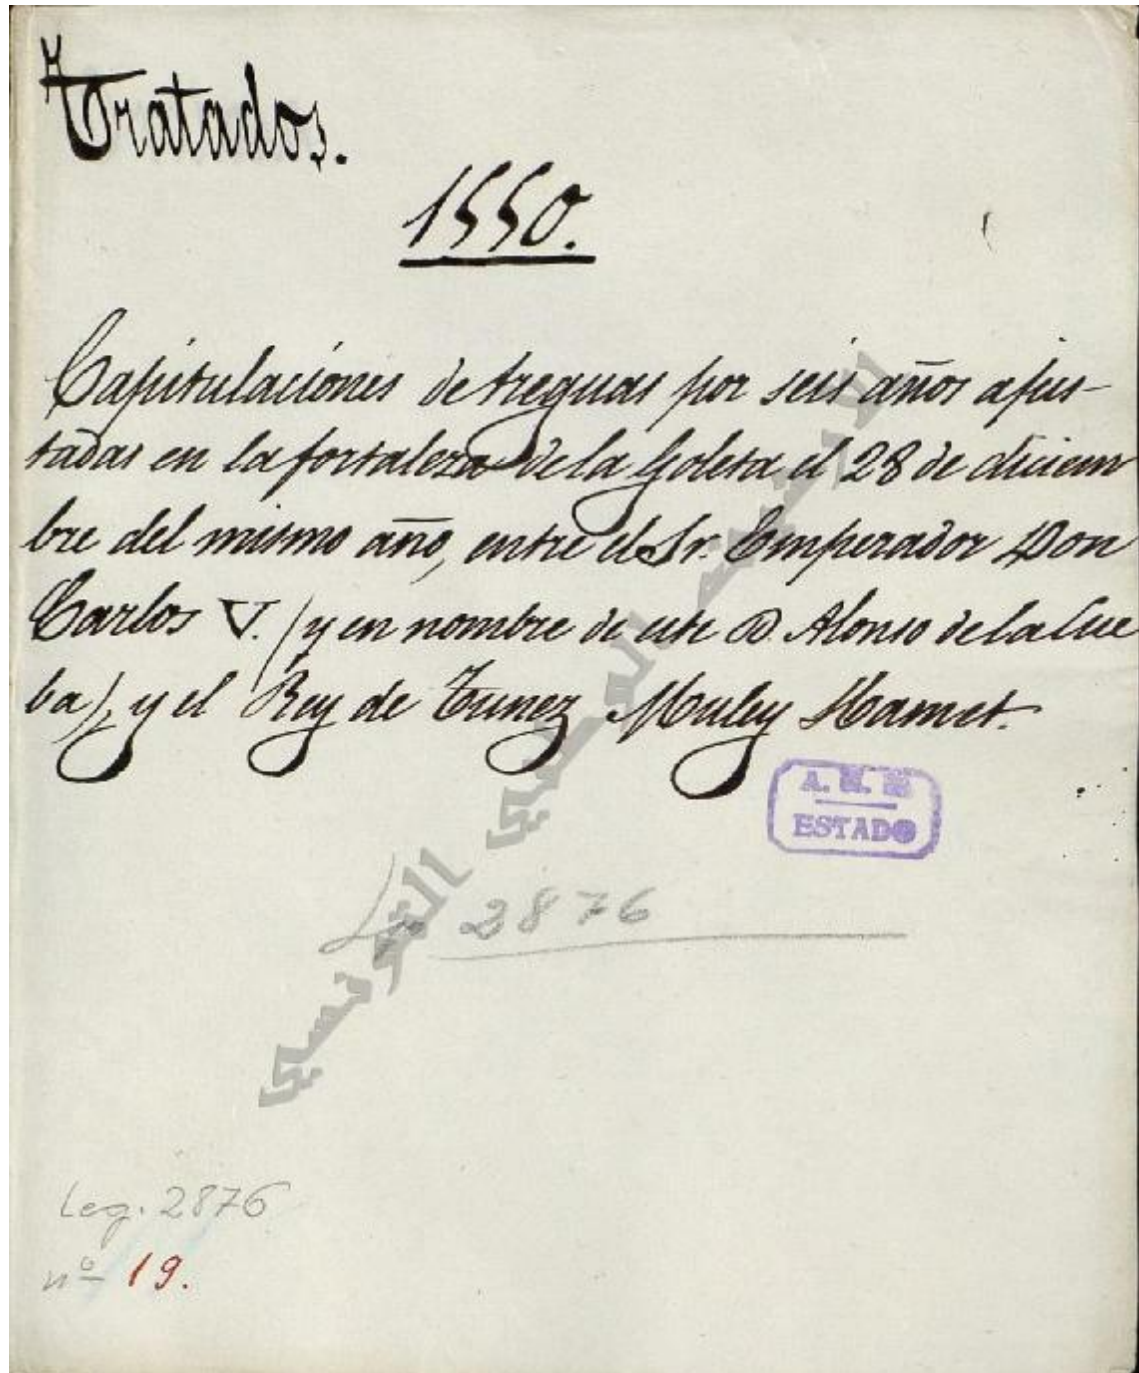 Tratados.
1550.
Capitulaciones de treguas por seis años ajus-
tadas en la fortaleza de la Goleta el 28 de diciem
bre del mismo año, entre el Sr. Emperador Don
Carlos V. (y en nombre de este D. Alonso de la Cue
ba), y el Rey de Tunez Muley Hamet.
A. H. N
ESTADO
2876
Leg. 2876
nº 19.
التونسي